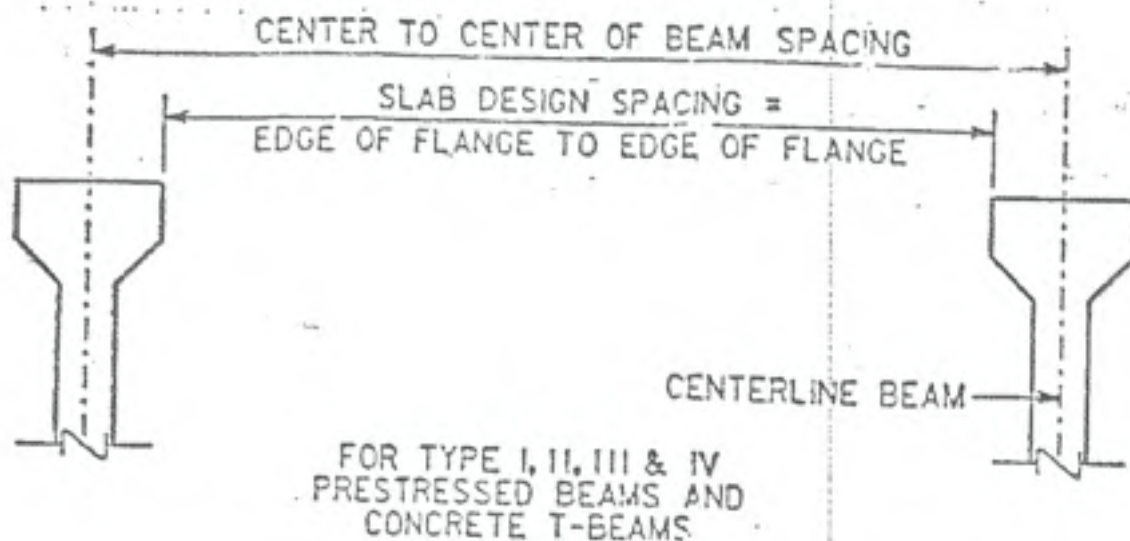 CENTER TO CENTER OF BEAM SPACING
SLAB DESIGN SPACING =
EDGE OF FLANGE TO EDGE OF FLANGE
CENTERLINE BEAM
FOR TYPE I, II, III & IV
PRESTRESSED BEAMS AND
CONCRETE T-BEAMS